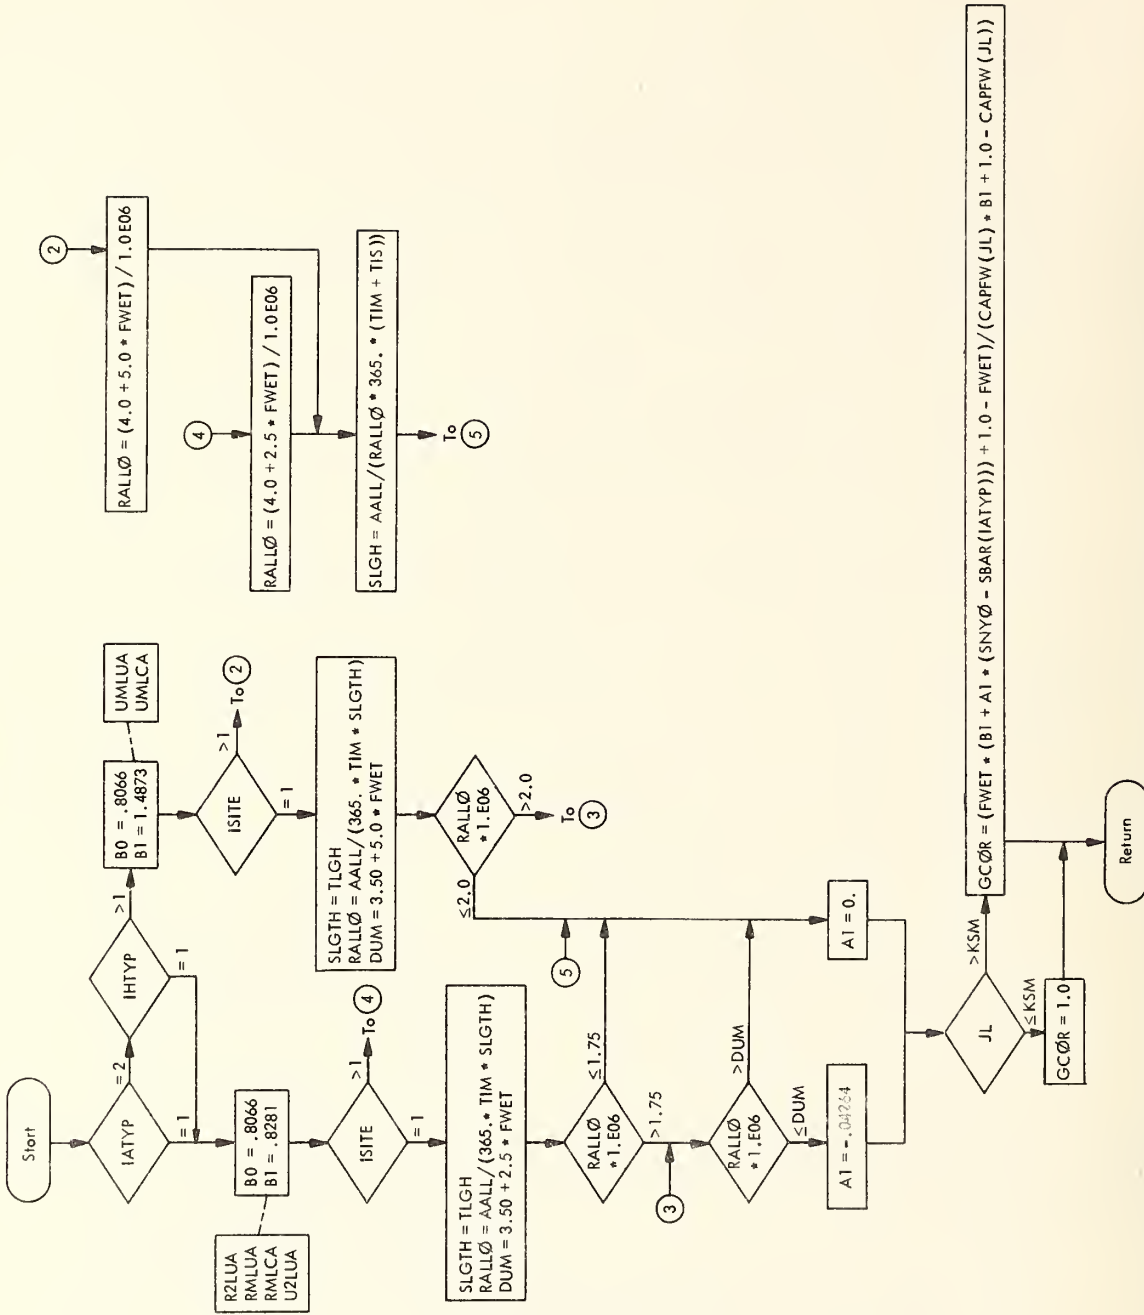 Start
IATYP
= 2
= 1
IHTYP
>1
= 1
B0 = .8066
B1 = 1.4873
UMLUA
UMLCA
ISITE
>1
To 2
= 1
SLGTH = TLGH
RALLØ = AALL/(365. * TIM * SLGTH)
DUM = 3.50 + 5.0 * FWET
RALLØ
*1.E06
≤2.0
>2.0
To
3
R2LUA
RMLUA
RMLCA
U2LUA
B0 = .8066
B1 = .8281
ISITE
>1
To 4
= 1
SLGTH = TLGH
RALLØ = AALL/(365. * TIM * SLGTH)
DUM = 3.50 + 2.5 * FWET
RALLØ
*1.E06
≤1.75
>1.75
3
5
RALLØ
*1.E06
>DUM
≤DUM
A1 = -.04264
A1 = 0.
JL
>KSM
≤KSM
GCØR = 1.0
GCØR = (FWET * (B1 + A1 * (SNYØ - SBAR(IATYP))) + 1.0 - FWET)/(CAPFW(JL) * B1 + 1.0 - CAPFW(JL))
Return
2
RALLØ = (4.0 + 5.0 * FWET) / 1.0E06
4
RALLØ = (4.0 + 2.5 * FWET) / 1.0E06
SLGH = AALL/(RALLØ * 365. * (TIM + TIS))
To
5